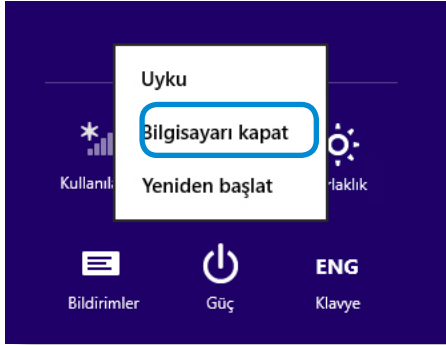 Uyku
Bilgisayarı kapat
Yeniden başlat
Bildirimler
Güç
ENG
Klavye